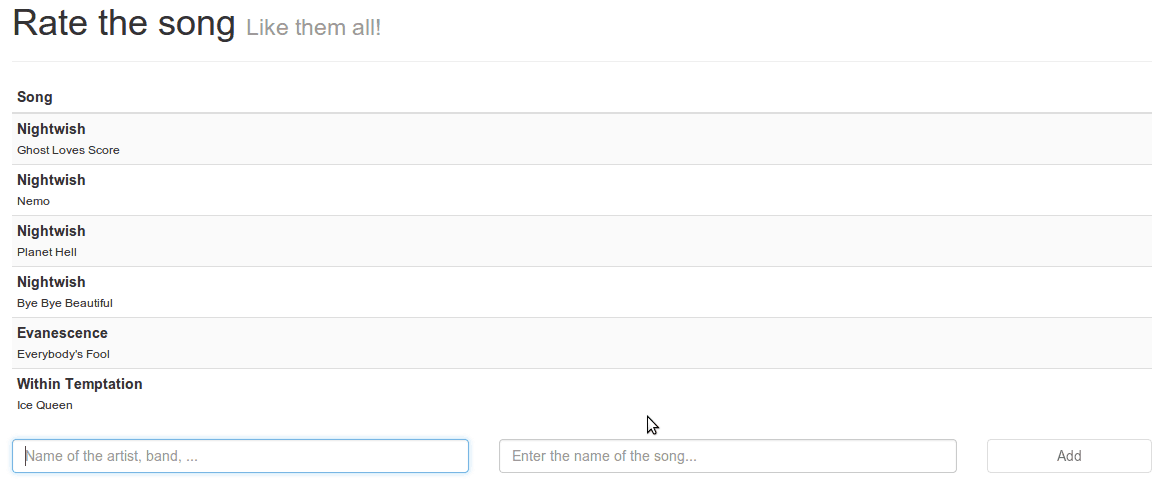 Rate the song Like them all!
Song
Nightwish
Ghost Loves Score
Nightwish
Nemo
Nightwish
Planet Hell
Nightwish
Bye Bye Beautiful
Evanescence
Everybody's Fool
Within Temptation
Ice Queen
Name of the artist, band, ... Enter the name of the song... Add